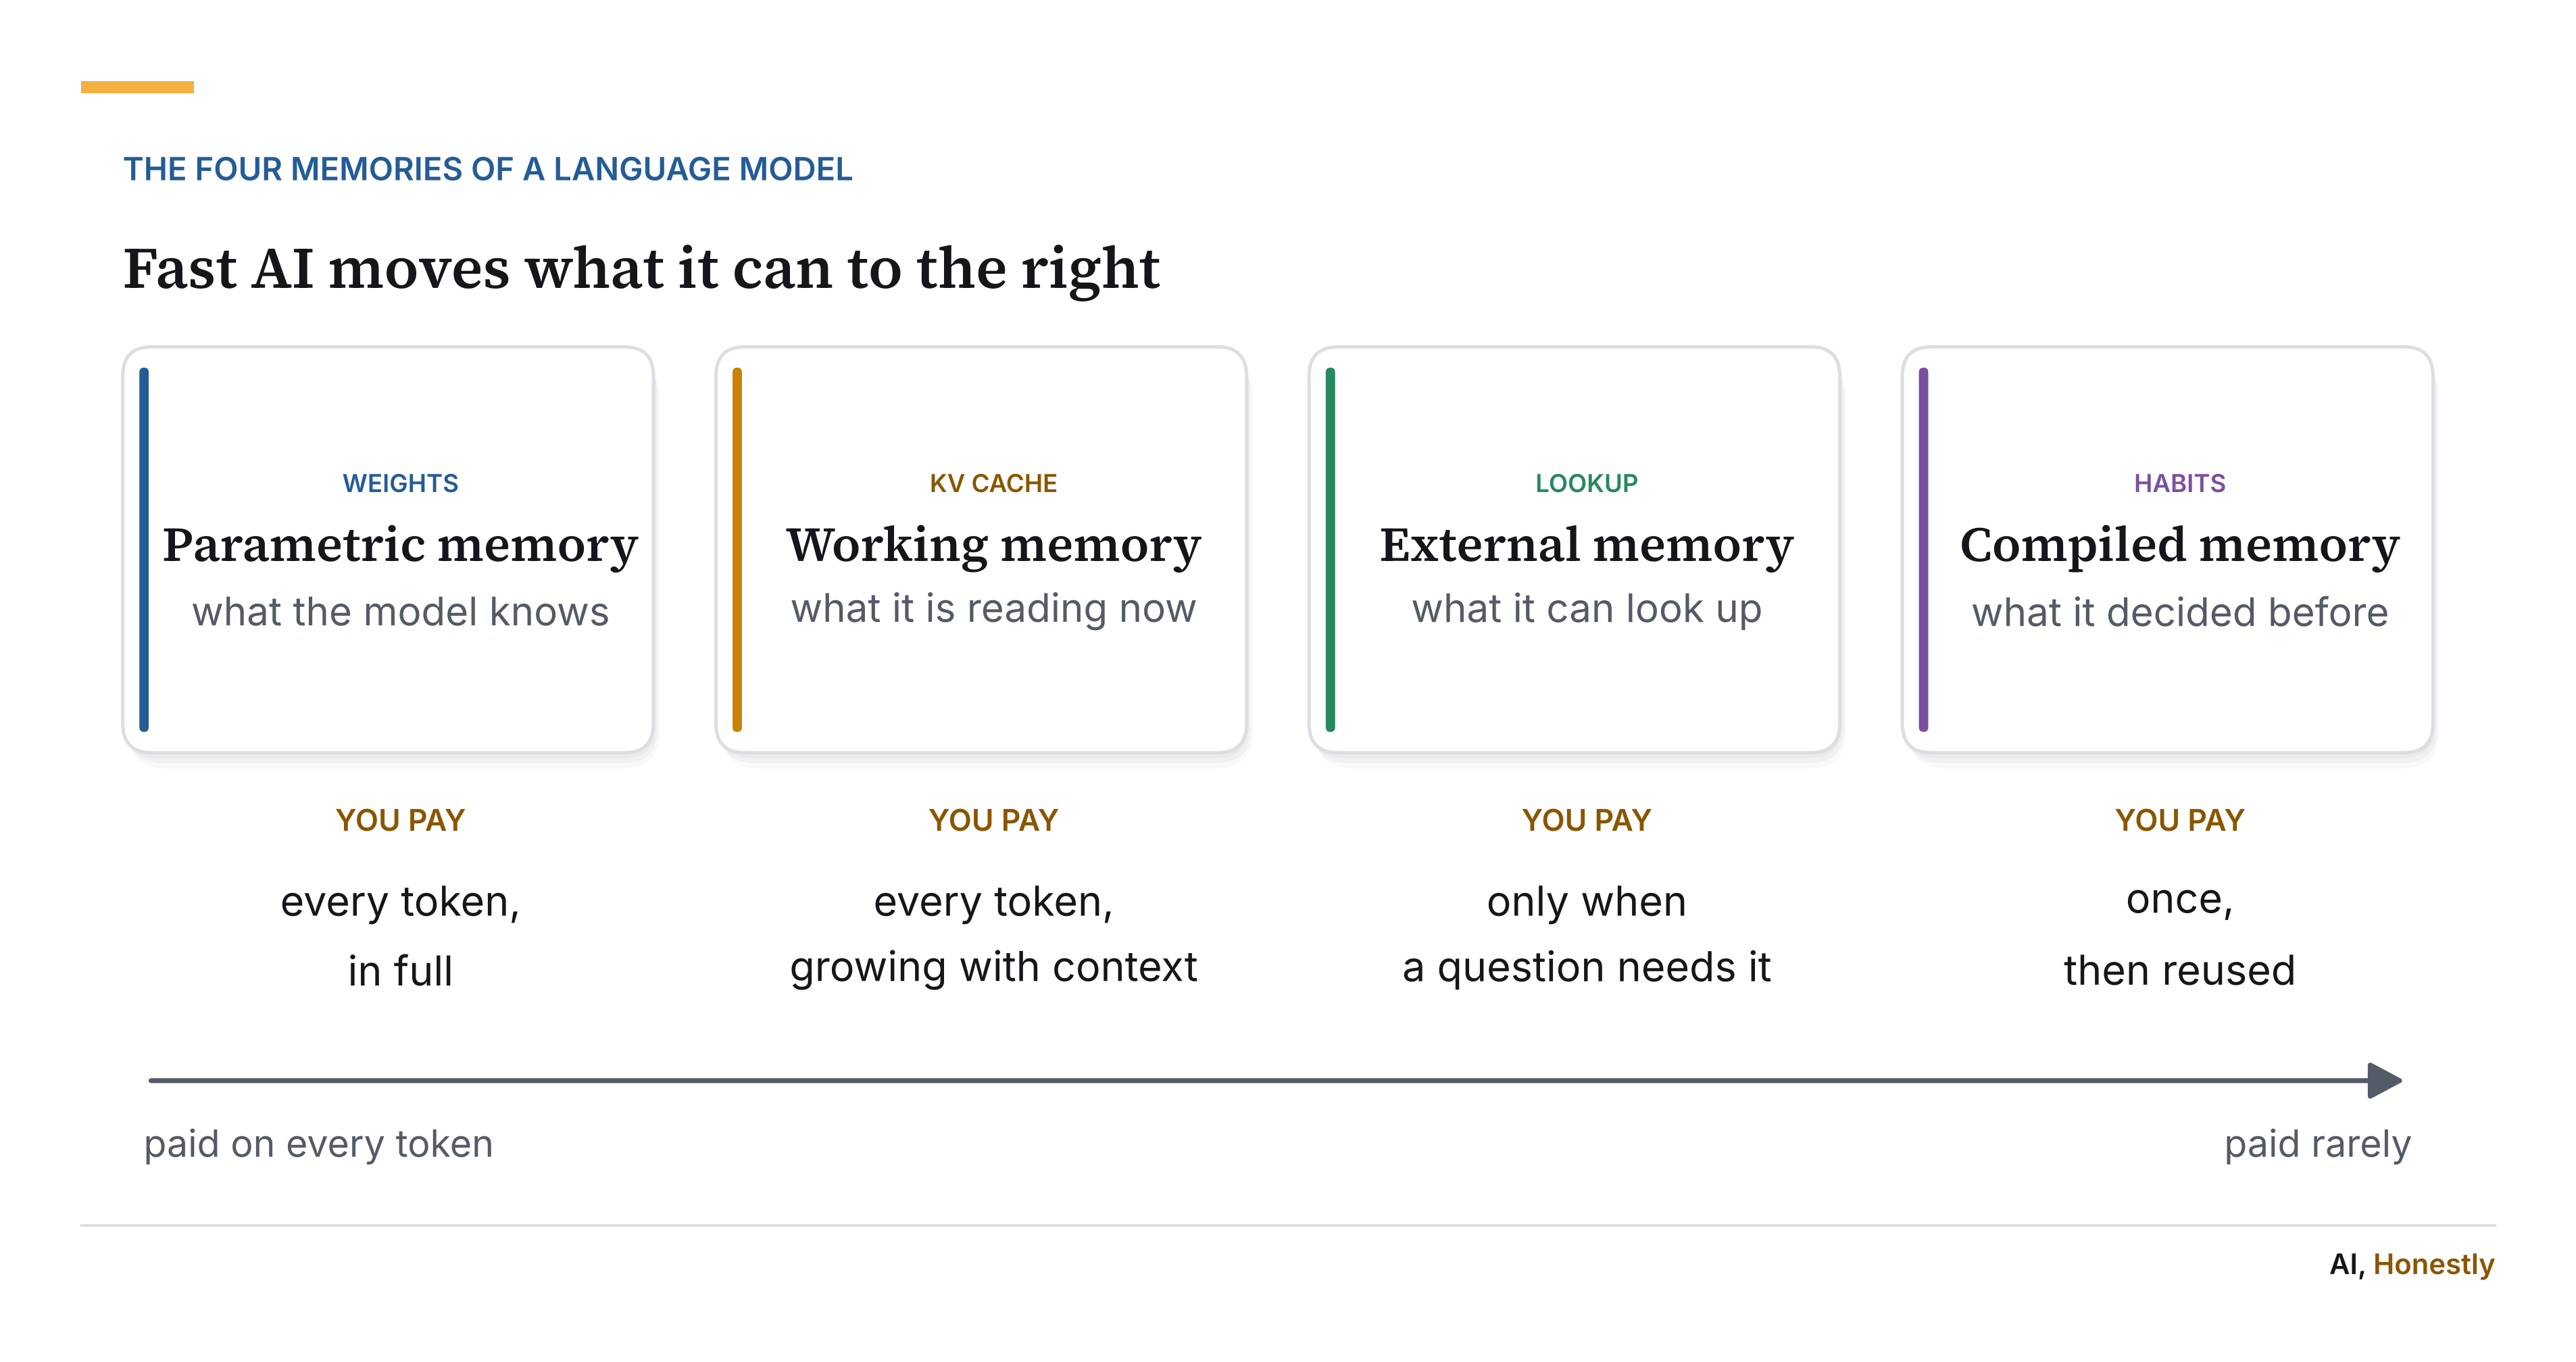 THE FOUR MEMORIES OF A LANGUAGE MODEL
Fast AI moves what it can to the right
WEIGHTS
Parametric memory
what the model knows
KV CACHE
Working memory
what it is reading now
LOOKUP
External memory
what it can look up
HABITS
Compiled memory
what it decided before
YOU PAY
every token,
in full
YOU PAY
every token,
growing with context
YOU PAY
only when
a question needs it
YOU PAY
once,
then reused
paid on every token
paid rarely
AI, Honestly